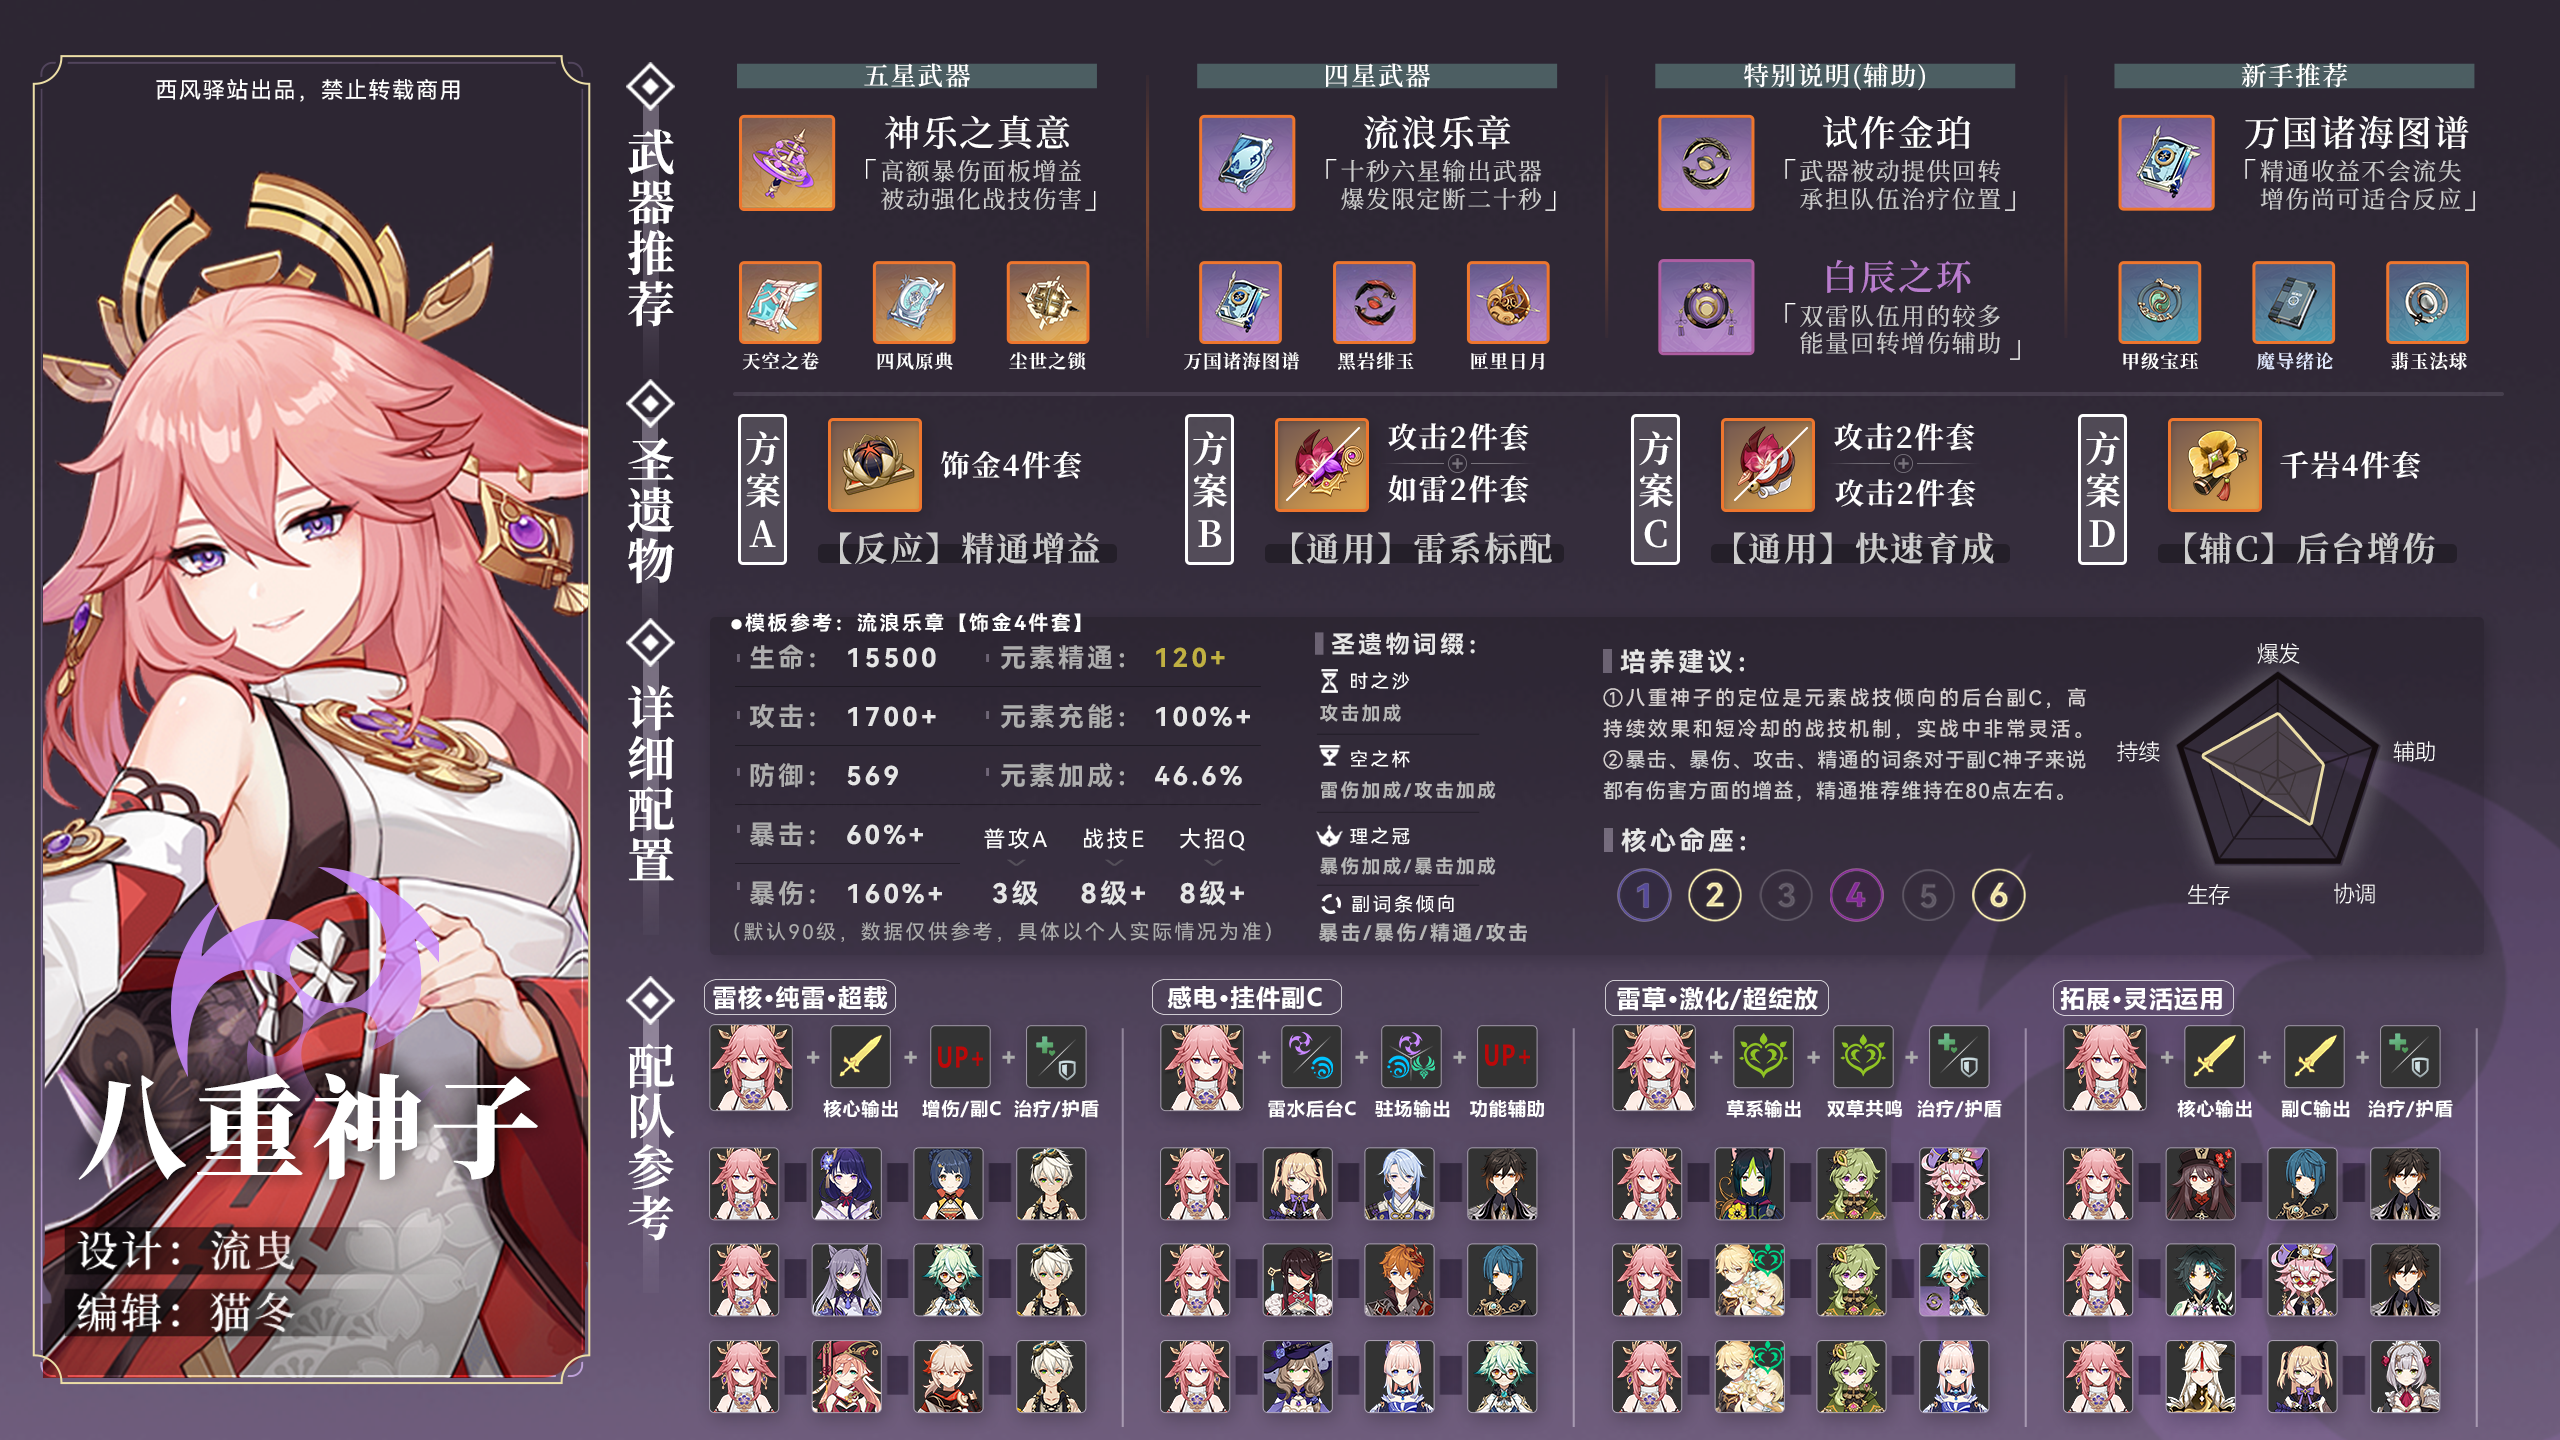 西风驿站出品，禁止转载商用
八重神子
设计：流曳
编辑：猫冬
武器推荐
五星武器
神乐之真意
「高额暴伤面板增益
被动强化战技伤害」
天空之卷
四风原典
尘世之锁
四星武器
流浪乐章
「十秒六星输出武器
爆发限定断二十秒」
万国诸海图谱
黑岩绯玉
匣里日月
特别说明(辅助)
试作金珀
「武器被动提供回转
承担队伍治疗位置」
白辰之环
「双雷队伍用的较多
能量回转增伤辅助」
新手推荐
万国诸海图谱
「精通收益不会流失
增伤尚可适合反应」
甲级宝珏
魔导绪论
翡玉法球
圣遗物
方案A
饰金4件套
【反应】精通增益
方案B
攻击2件套
如雷2件套
【通用】雷系标配
方案C
攻击2件套
攻击2件套
【通用】快速育成
方案D
千岩4件套
【辅C】后台增伤
详细配置
●模板参考：流浪乐章【饰金4件套】
生命：15500 元素精通：120+
攻击：1700+ 元素充能：100%+
防御：569 元素加成：46.6%
暴击：60%+ 普攻A 战技E 大招Q
暴伤：160%+ 3级 8级+ 8级+
（默认90级，数据仅供参考，具体以个人实际情况为准）
圣遗物词缀：
时之沙
攻击加成
空之杯
雷伤加成/攻击加成
理之冠
暴伤加成/暴击加成
副词条倾向
暴击/暴伤/精通/攻击
培养建议：
①八重神子的定位是元素战技倾向的后台副C，高
持续效果和短冷却的战技机制，实战中非常灵活。
②暴击、暴伤、攻击、精通的词条对于副C神子来说
都有伤害方面的增益，精通推荐维持在80点左右。
核心命座：
1 2 3 4 5 6
爆发
持续
辅助
生存
协调
配队参考
雷核·纯雷·超载
+ + UP+ +
核心输出 增伤/副C 治疗/护盾
感电·挂件副C
+ + + UP+
雷水后台C 驻场输出 功能辅助
雷草·激化/超绽放
+ + +
草系输出 双草共鸣 治疗/护盾
拓展·灵活运用
+ + +
核心输出 副C输出 治疗/护盾